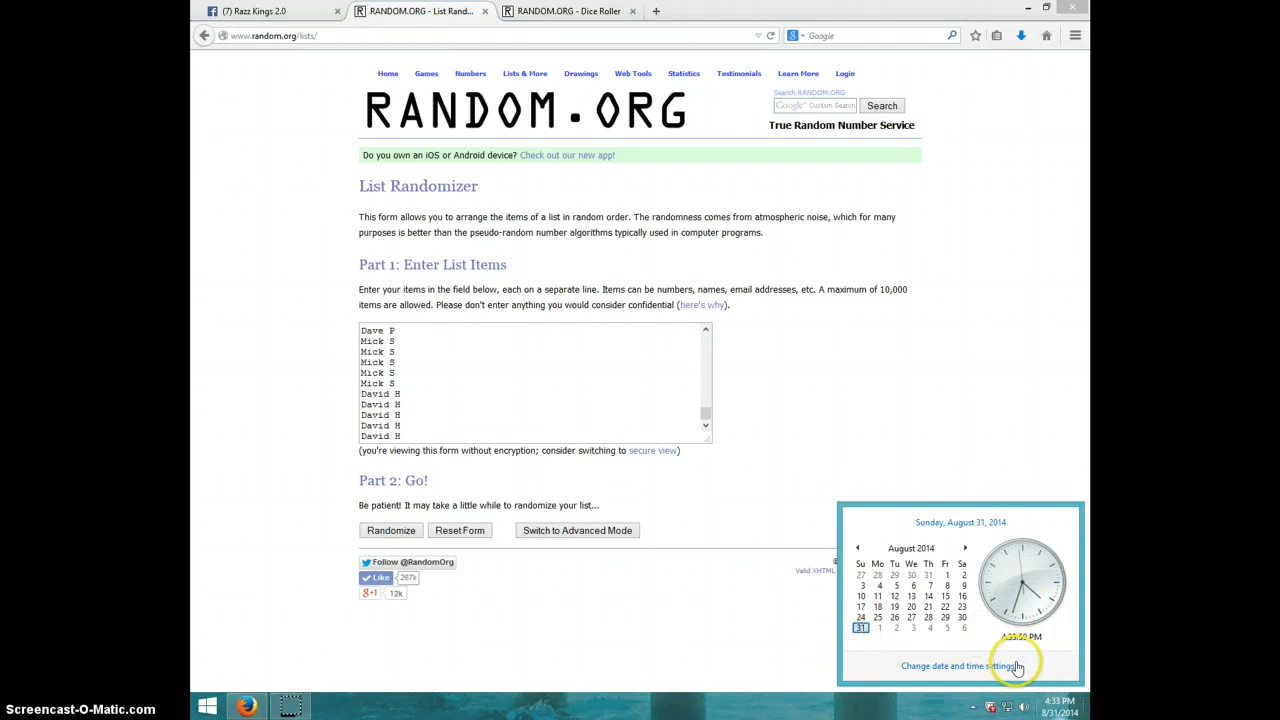 (7) Razz Kings 2.0
RANDOM.ORG - List Rand...
RANDOM.ORG - Dice Roller
www.random.org/lists/
Google
Home Games Numbers Lists & More Drawings Web Tools Statistics Testimonials Learn More Login
RANDOM.ORG
Search RANDOM.ORG
Google™ Custom Search
Search
True Random Number Service
Do you own an iOS or Android device? Check out our new app!
List Randomizer
This form allows you to arrange the items of a list in random order. The randomness comes from atmospheric noise, which for many
purposes is better than the pseudo-random number algorithms typically used in computer programs.
Part 1: Enter List Items
Enter your items in the field below, each on a separate line. Items can be numbers, names, email addresses, etc. A maximum of 10,000
items are allowed. Please don't enter anything you would consider confidential (here's why).
Dave P
Mick S
Mick S
Mick S
Mick S
Mick S
David H
David H
David H
David H
David H
(you're viewing this form without encryption; consider switching to secure view)
Part 2: Go!
Be patient! It may take a little while to randomize your list...
Randomize
Reset Form
Switch to Advanced Mode
Follow @RandomOrg
Like 267k
g+1 12k
Valid XHTML
Sunday, August 31, 2014
August 2014
Su Mo Tu We Th Fr Sa
27 28 29 30 31 1 2
3 4 5 6 7 8 9
10 11 12 13 14 15 16
17 18 19 20 21 22 23
24 25 26 27 28 29 30
31 1 2 3 4 5 6
Change date and time settings...
4:33 PM
8/31/2014
Screencast-O-Matic.com